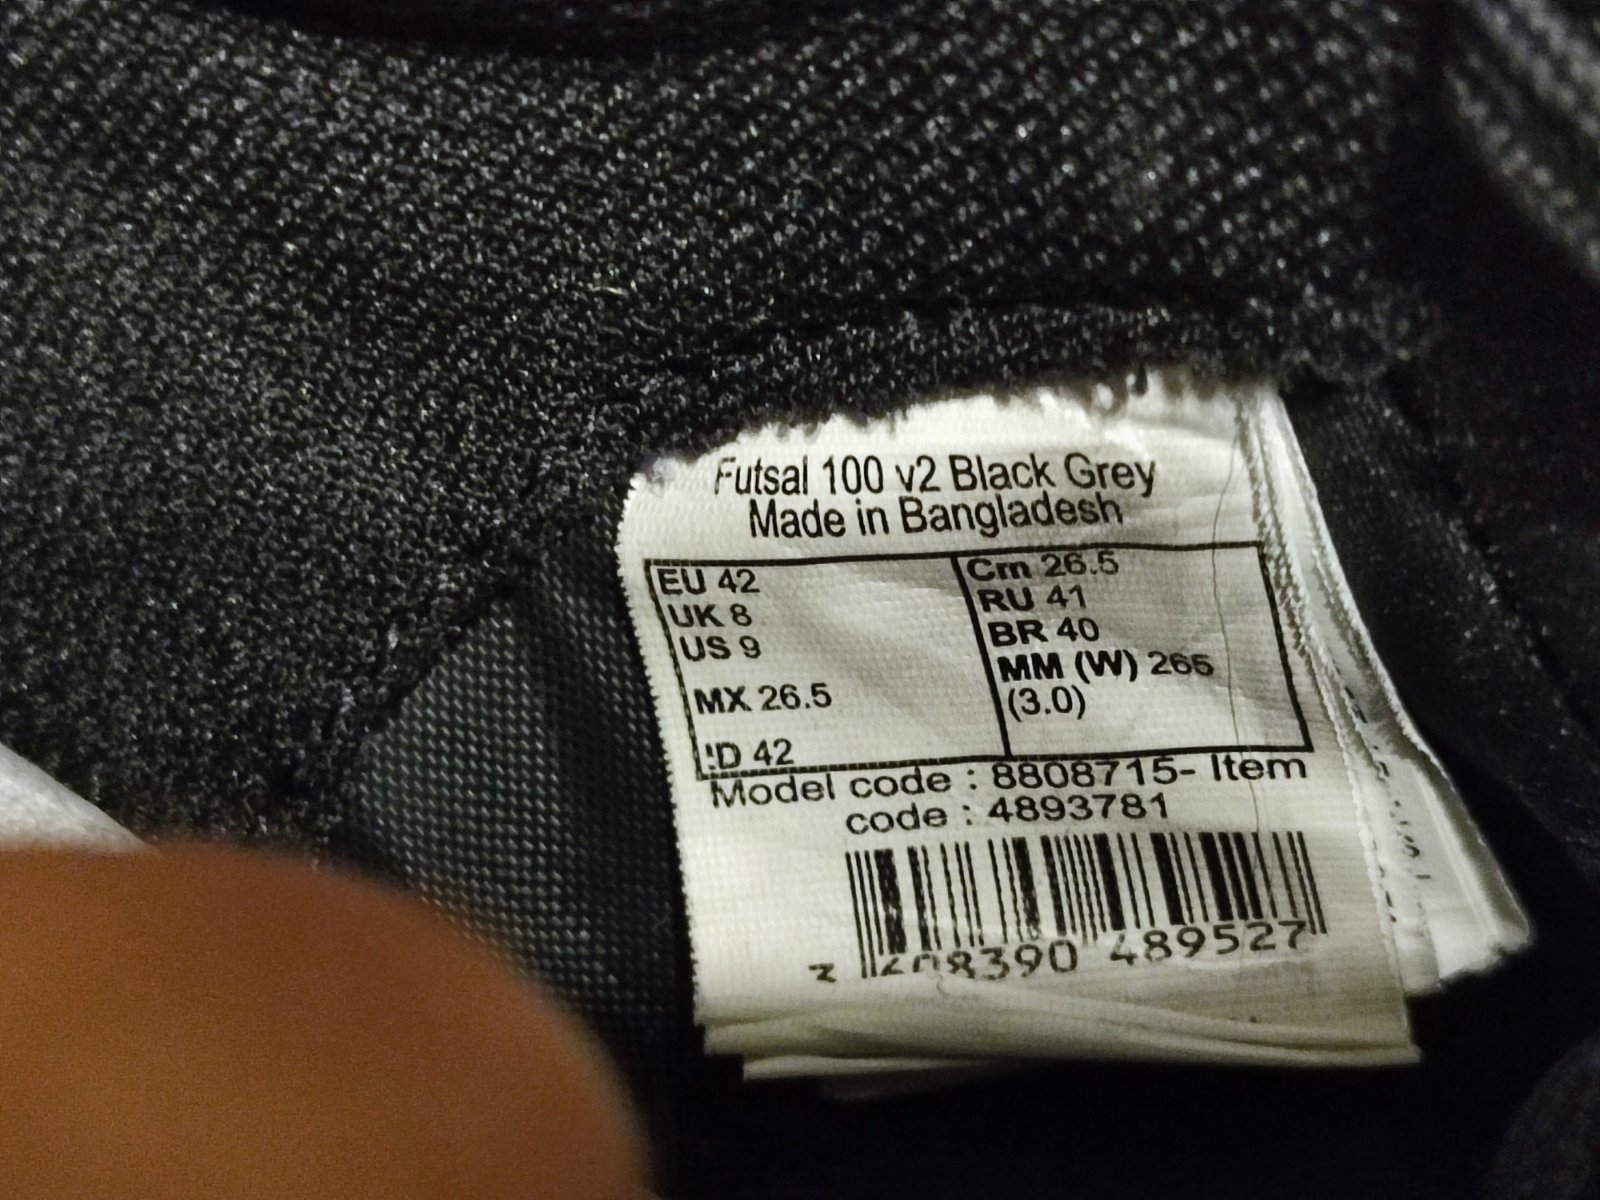 Futsal 100 v2 Black Grey
Made in Bangladesh
EU 42
UK 8
US 9
MX 26.5
ID 42
Cm 26.5
RU 41
BR 40
MM (W) 265
(3.0)
Model code : 8808715- Item
code : 4893781
3 608390 489527